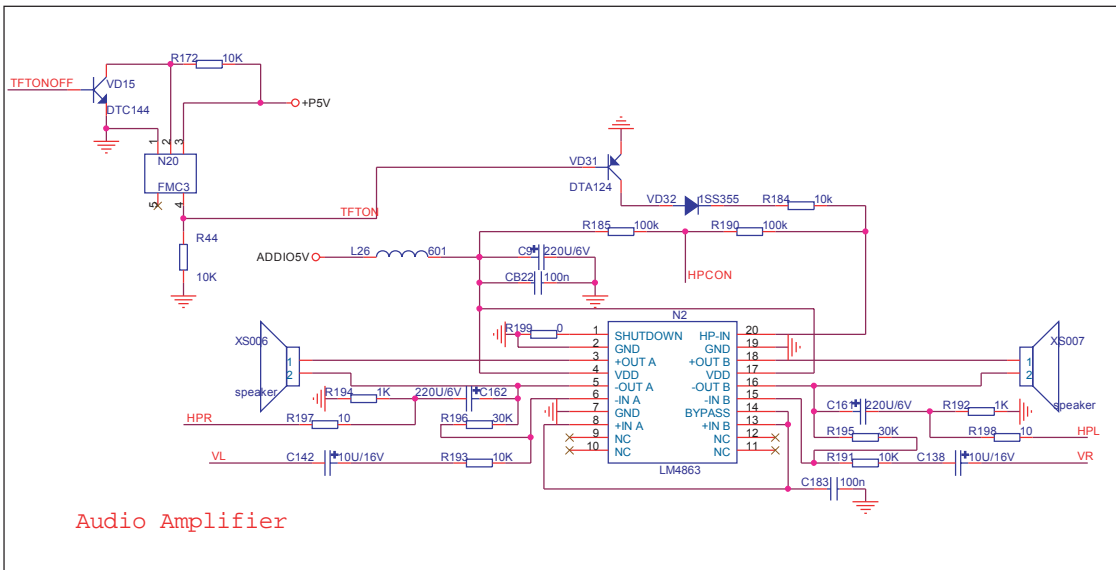 R172 10K
TFTONOFF VD15
DTC144 +P5V
1 2 3
N20
FMC3
5 4
VD31
DTA124
VD32 1SS355 R184 10k
TFTON
R185 100k R190 100k
R44
10K
ADDIO5V L26 601 C9 220U/6V
CB22 100n
HPCON
N2
R199 0
1 SHUTDOWN HP-IN 20
2 GND GND 19
3 +OUT A +OUT B 18
4 VDD VDD 17
5 -OUT A -OUT B 16
6 -IN A -IN B 15
7 GND BYPASS 14
8 +IN A +IN B 13
9 NC NC 12
10 NC NC 11
LM4863
XS006
1
2
speaker
XS007
1
2
speaker
R194 1K 220U/6V C162
HPR R197 10 R196 30K
VL C142 10U/16V R193 10K
C161 220U/6V R192 1K
R195 30K R198 10 HPL
R191 10K C138 10U/16V VR
C183 100n
Audio Amplifier